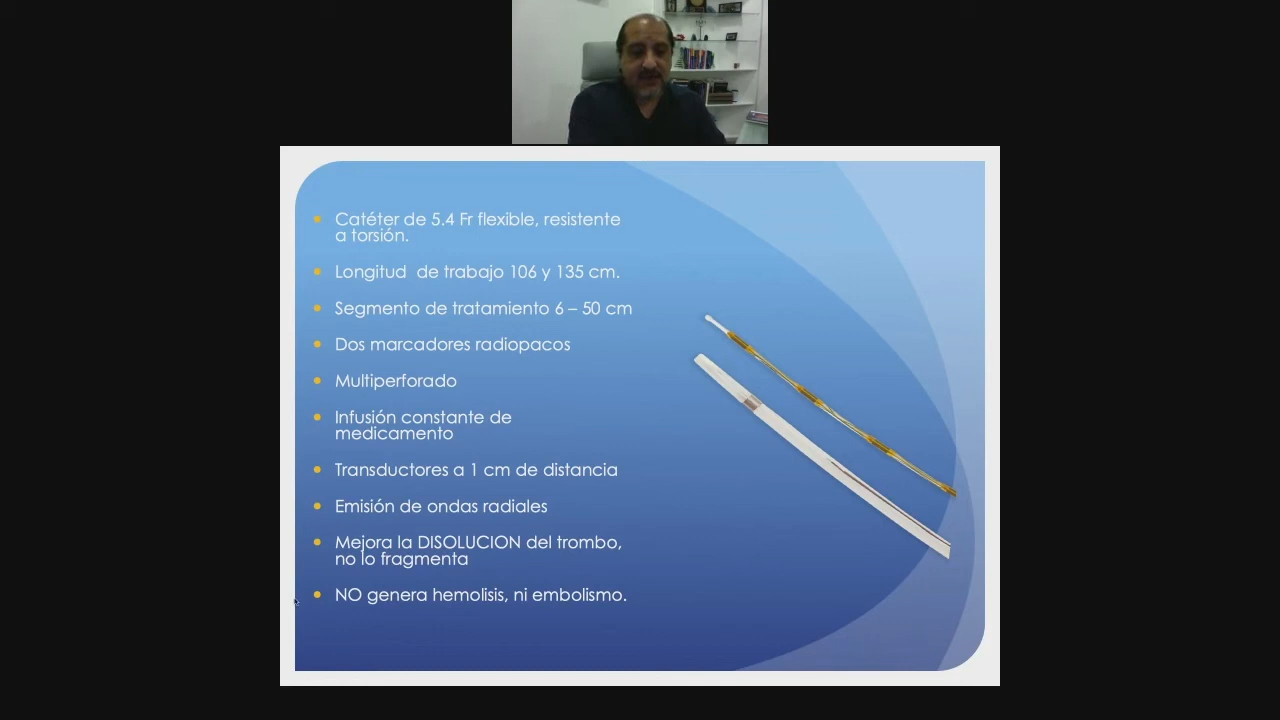 Catéter de 5.4 Fr flexible, resistente
a torsión.
Longitud de trabajo 106 y 135 cm.
Segmento de tratamiento 6 – 50 cm
Dos marcadores radiopacos
Multiperforado
Infusión constante de
medicamento
Transductores a 1 cm de distancia
Emisión de ondas radiales
Mejora la DISOLUCION del trombo,
no lo fragmenta
NO genera hemolisis, ni embolismo.